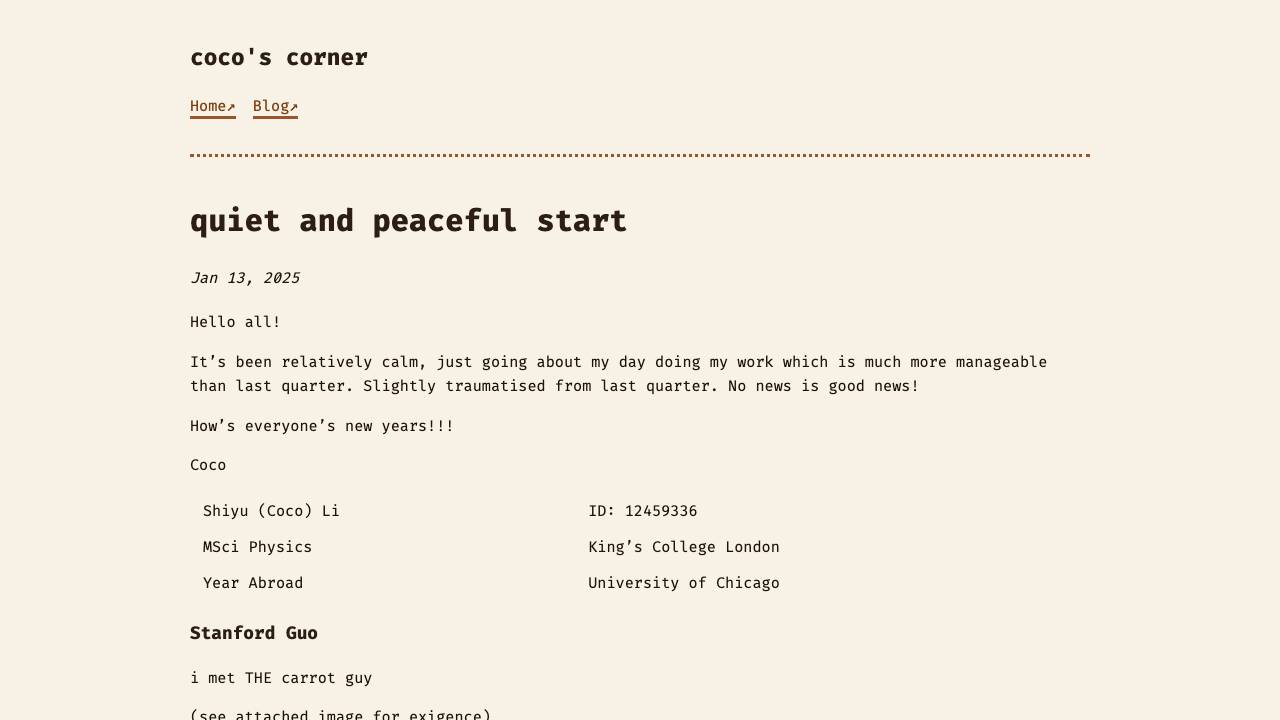 coco's corner
Home↗ Blog↗
quiet and peaceful start
Jan 13, 2025
Hello all!
It’s been relatively calm, just going about my day doing my work which is much more manageable
than last quarter. Slightly traumatised from last quarter. No news is good news!
How’s everyone’s new years!!!
Coco
Shiyu (Coco) Li ID: 12459336
MSci Physics King’s College London
Year Abroad University of Chicago
Stanford Guo
i met THE carrot guy
(see attached image for exigence)